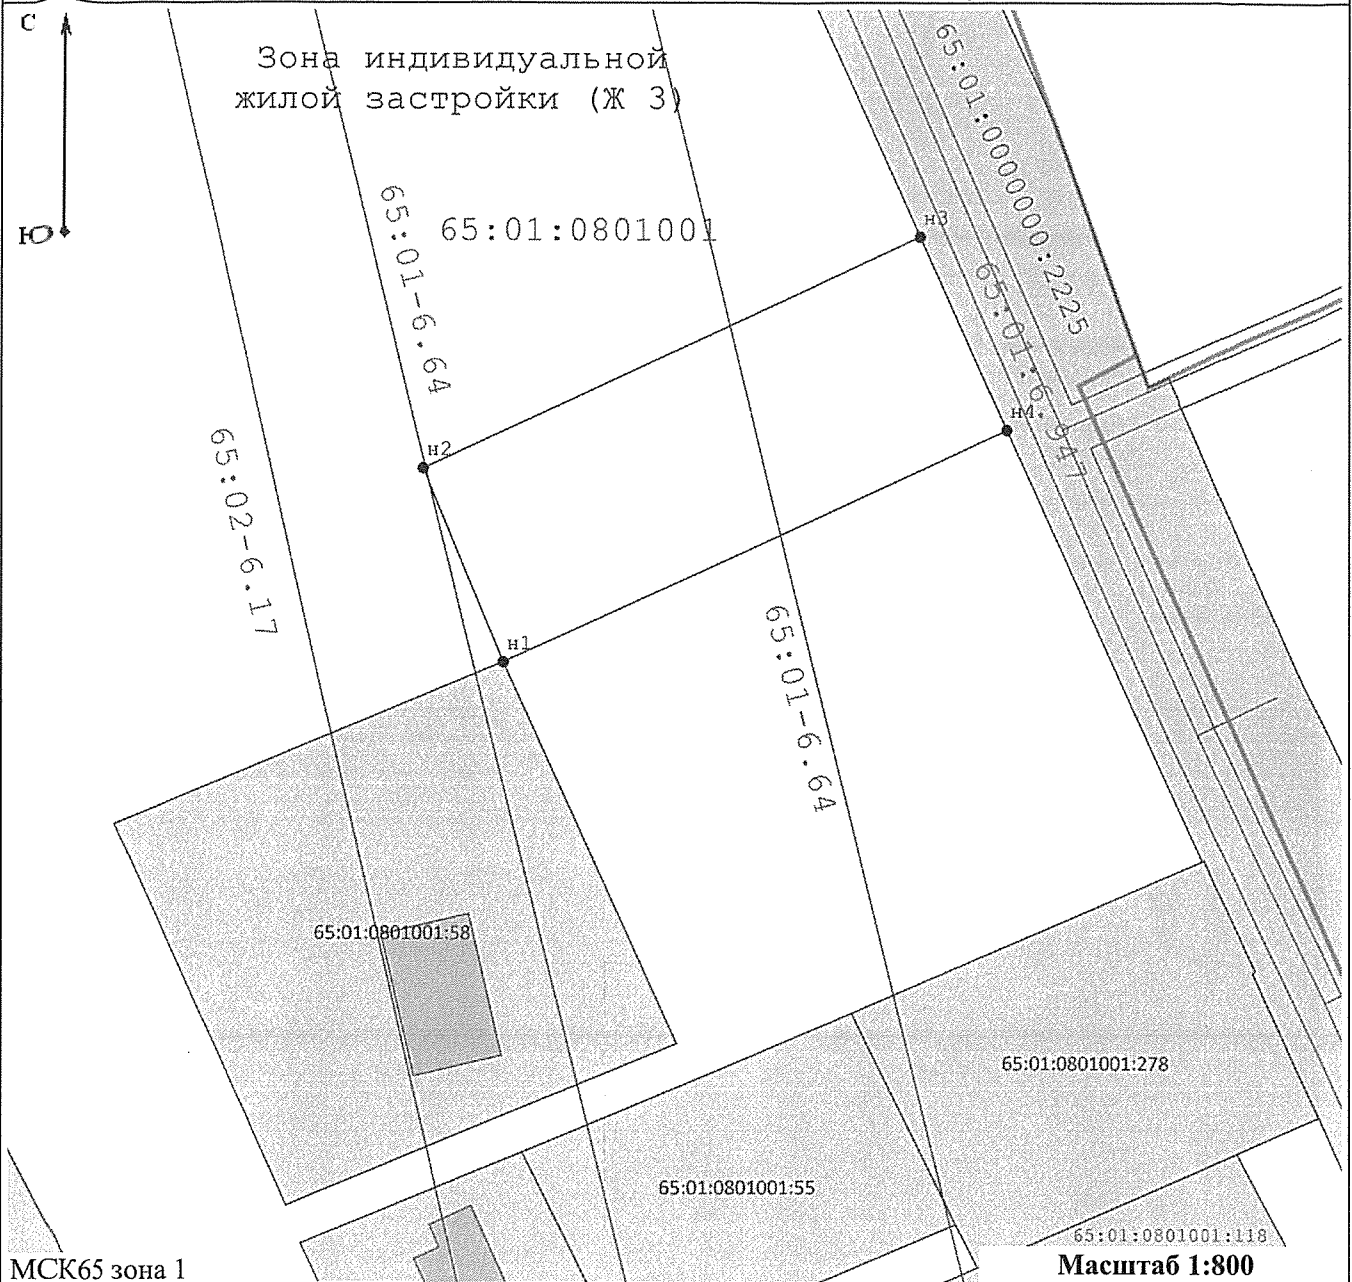 С
Ю
Зона индивидуальной
жилой застройки (Ж 3)
65:01:0801001
65:01-6.64
65:02-6.17
65:01:0000000:2225
65:01-6.947
н3
н4
н2
н1
65:01-6.64
65:01:0801001:58
65:01:0801001:278
65:01:0801001:55
65:01:0801001:118
МСК65 зона 1
Масштаб 1:800